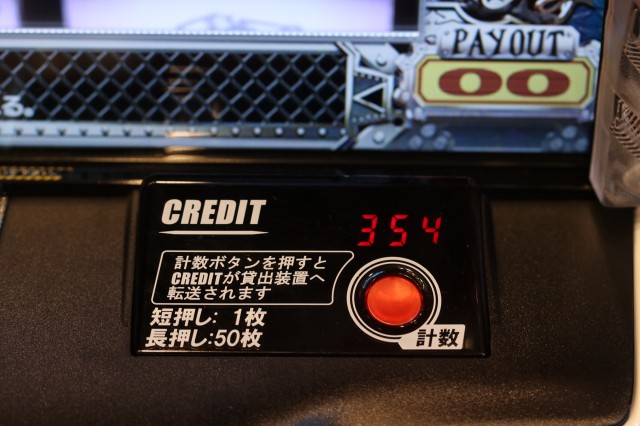 PAYOUT
00
る。
CREDIT
354
計数ボタンを押すと
CREDITが貸出装置へ
転送されます
短押し: 1枚
長押し:50枚
計数